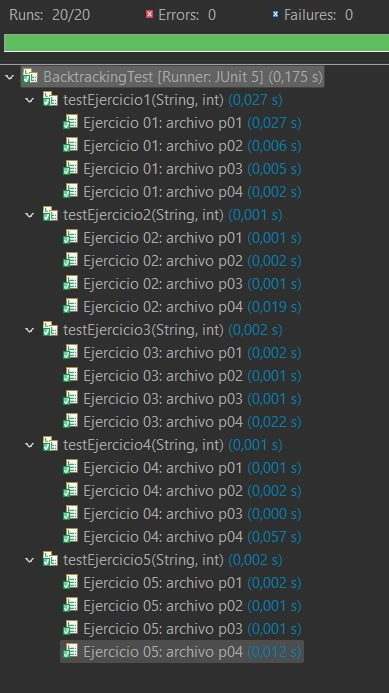 Runs: 20/20 Errors: 0 Failures: 0
BacktrackingTest [Runner: JUnit 5] (0,175 s)
testEjercicio1(String, int) (0,027 s)
Ejercicio 01: archivo p01 (0,027 s)
Ejercicio 01: archivo p02 (0,006 s)
Ejercicio 01: archivo p03 (0,005 s)
Ejercicio 01: archivo p04 (0,002 s)
testEjercicio2(String, int) (0,001 s)
Ejercicio 02: archivo p01 (0,001 s)
Ejercicio 02: archivo p02 (0,002 s)
Ejercicio 02: archivo p03 (0,001 s)
Ejercicio 02: archivo p04 (0,019 s)
testEjercicio3(String, int) (0,002 s)
Ejercicio 03: archivo p01 (0,002 s)
Ejercicio 03: archivo p02 (0,001 s)
Ejercicio 03: archivo p03 (0,001 s)
Ejercicio 03: archivo p04 (0,022 s)
testEjercicio4(String, int) (0,001 s)
Ejercicio 04: archivo p01 (0,001 s)
Ejercicio 04: archivo p02 (0,002 s)
Ejercicio 04: archivo p03 (0,000 s)
Ejercicio 04: archivo p04 (0,057 s)
testEjercicio5(String, int) (0,002 s)
Ejercicio 05: archivo p01 (0,002 s)
Ejercicio 05: archivo p02 (0,001 s)
Ejercicio 05: archivo p03 (0,001 s)
Ejercicio 05: archivo p04 (0,012 s)